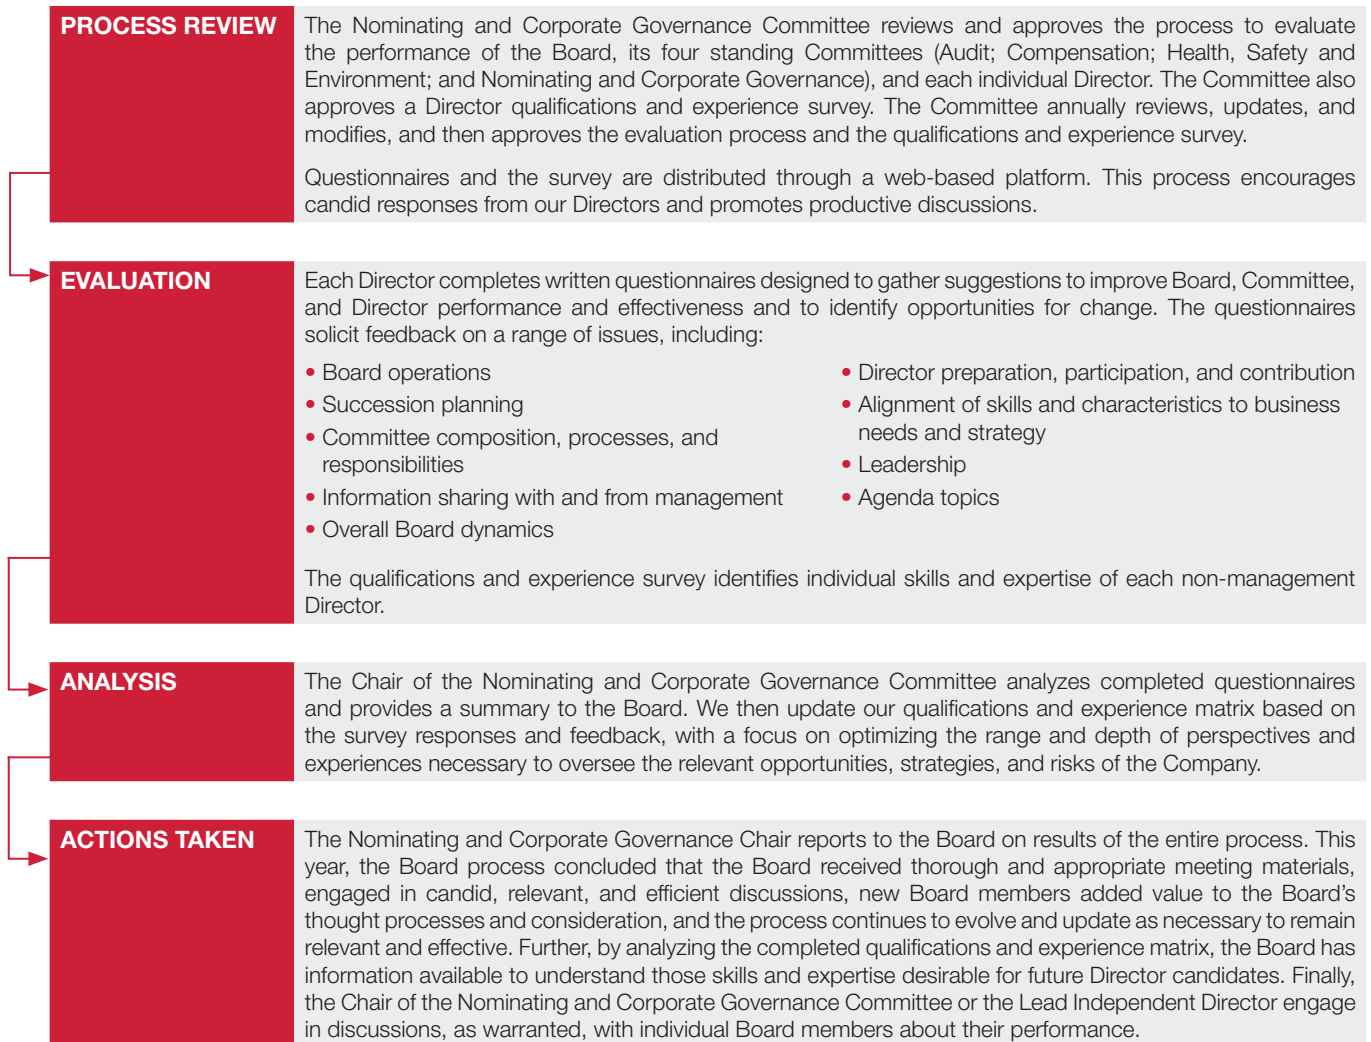 PROCESS REVIEW
The Nominating and Corporate Governance Committee reviews and approves the process to evaluate
the performance of the Board, its four standing Committees (Audit; Compensation; Health, Safety and
Environment; and Nominating and Corporate Governance), and each individual Director. The Committee also
approves a Director qualifications and experience survey. The Committee annually reviews, updates, and
modifies, and then approves the evaluation process and the qualifications and experience survey.
Questionnaires and the survey are distributed through a web-based platform. This process encourages
candid responses from our Directors and promotes productive discussions.
EVALUATION
Each Director completes written questionnaires designed to gather suggestions to improve Board, Committee,
and Director performance and effectiveness and to identify opportunities for change. The questionnaires
solicit feedback on a range of issues, including:
• Board operations
• Succession planning
• Committee composition, processes, and
responsibilities
• Information sharing with and from management
• Overall Board dynamics
• Director preparation, participation, and contribution
• Alignment of skills and characteristics to business
needs and strategy
• Leadership
• Agenda topics
The qualifications and experience survey identifies individual skills and expertise of each non-management
Director.
ANALYSIS
The Chair of the Nominating and Corporate Governance Committee analyzes completed questionnaires
and provides a summary to the Board. We then update our qualifications and experience matrix based on
the survey responses and feedback, with a focus on optimizing the range and depth of perspectives and
experiences necessary to oversee the relevant opportunities, strategies, and risks of the Company.
ACTIONS TAKEN
The Nominating and Corporate Governance Chair reports to the Board on results of the entire process. This
year, the Board process concluded that the Board received thorough and appropriate meeting materials,
engaged in candid, relevant, and efficient discussions, new Board members added value to the Board's
thought processes and consideration, and the process continues to evolve and update as necessary to remain
relevant and effective. Further, by analyzing the completed qualifications and experience matrix, the Board has
information available to understand those skills and expertise desirable for future Director candidates. Finally,
the Chair of the Nominating and Corporate Governance Committee or the Lead Independent Director engage
in discussions, as warranted, with individual Board members about their performance.